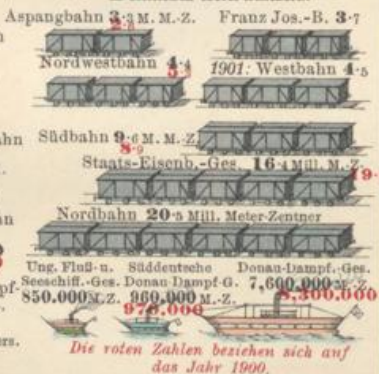 Aspangbahn 3·3 M. M.-Z. Franz Jos.-B. 3·7
Nordwestbahn 4·4 1901: Westbahn 4·5
Südbahn 9·6 M. M.-Z.
8·9
Staats-Eisenb.-Ges. 16·4 Mill. M.-Z.
19·
Nordbahn 20·5 Mill. Meter-Zentner
Ung. Fluß- u. Süddeutsche Donau-Dampf.-Ges.
Seeschiff.-Ges. Donau-Dampf-G. 7,600.000 M.-Z.
850.000 M.-Z. 960.000 M.-Z. 8,300.000
970.000
Die roten Zahlen beziehen sich auf
das Jahr 1900.